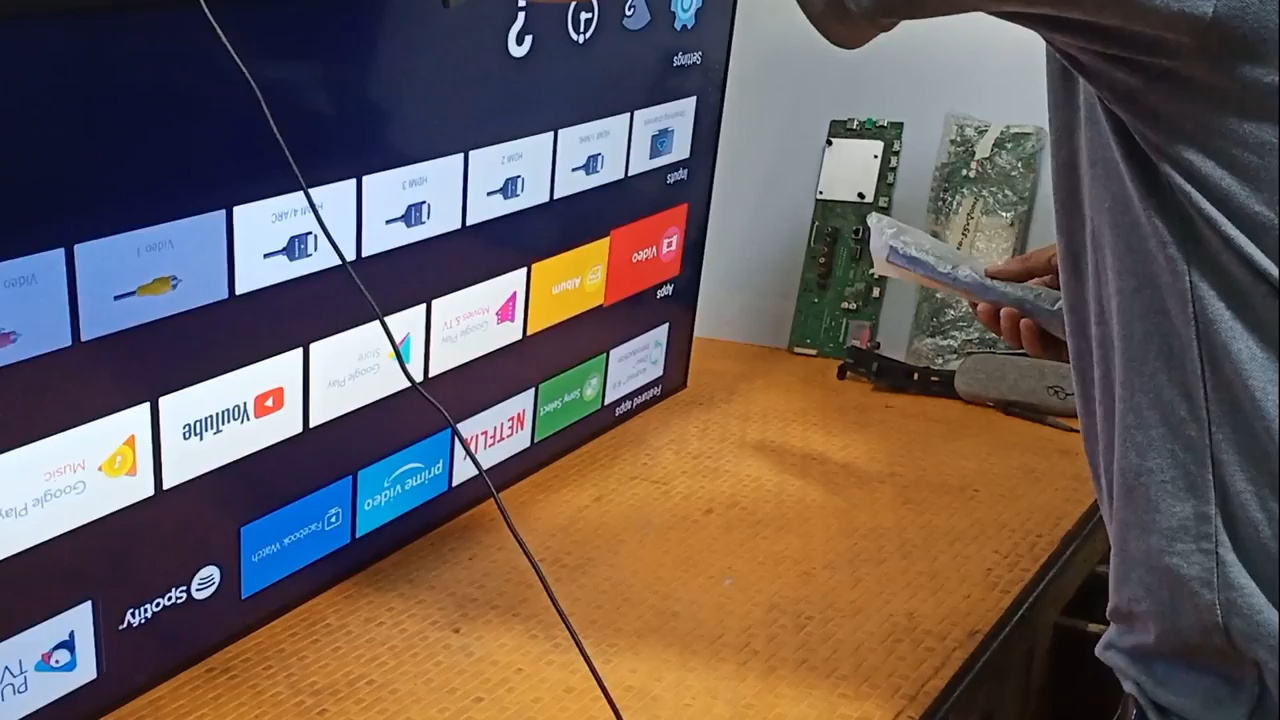 PU
TV
Spotify
Facebook Watch
prime video
NETFLIX
Sony Select
Featured apps
Google Play
Music
YouTube
Google Play
Store
Google Play
Movies & TV
Album
Video
Apps
Video
Video 1
HDMI 4/ARC
HDMI 3
HDMI 2
HDMI 1/MHL
Inputs
Settings